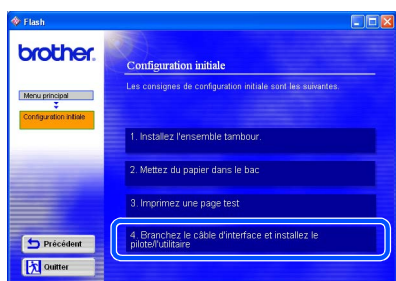 Flash
brother.
Menu principal
Configuration initiale
Configuration initiale
Les consignes de configuration initiale sont les suivantes.
1. Installez l'ensemble tambour.
2. Mettez du papier dans le bac
3. Imprimez une page test
4. Branchez le câble d'interface et installez le
pilote/l'utilitaire
Précédent
Quitter